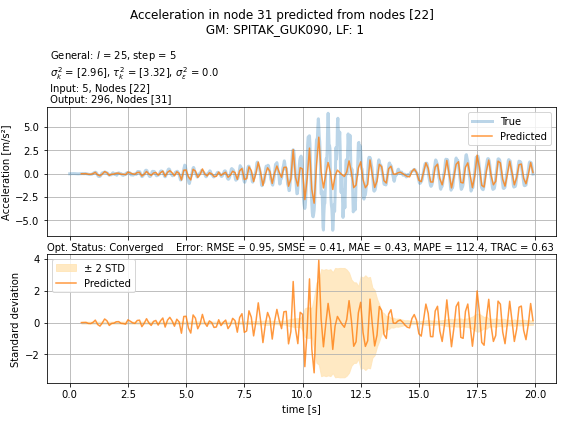 Acceleration in node 31 predicted from nodes [22]
GM: SPITAK_GUK090, LF: 1
General: l = 25, step = 5
σ²ₖ = [2.96], τ²ₖ = [3.32], σ²ε = 0.0
Input: 5, Nodes [22]
Output: 296, Nodes [31]
Acceleration [m/s²]
5.0
2.5
0.0
−2.5
−5.0
True
Predicted
Opt. Status: Converged Error: RMSE = 0.95, SMSE = 0.41, MAE = 0.43, MAPE = 112.4, TRAC = 0.63
Standard deviation
4
2
0
−2
± 2 STD
Predicted
0.0 2.5 5.0 7.5 10.0 12.5 15.0 17.5 20.0
time [s]